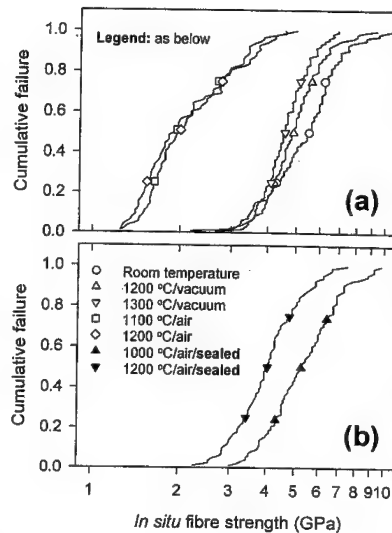 Cumulative failure
1.0
0.8
0.6
0.4
0.2
0.0
Legend: as below
(a)
Cumulative failure
1.0
0.8
0.6
0.4
0.2
0.0
Room temperature
1200 °C/vacuum
1300 °C/vacuum
1100 °C/air
1200 °C/air
1000 °C/air/sealed
1200 °C/air/sealed
(b)
1 2 3 4 5 6 7 8 910
In situ fibre strength (GPa)